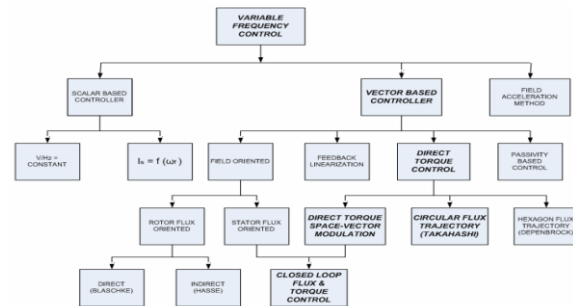 VARIABLE
FREQUENCY
CONTROL
SCALAR BASED
CONTROLLER
VECTOR BASED
CONTROLLER
FIELD
ACCELERATION
METHOD
V/Hz =
CONSTANT
Is = f (ωr)
FIELD ORIENTED
FEEDBACK
LINEARIZATION
DIRECT
TORQUE
CONTROL
PASSIVITY
BASED
CONTROL
ROTOR FLUX
ORIENTED
STATOR FLUX
ORIENTED
DIRECT TORQUE
SPACE-VECTOR
MODULATION
CIRCULAR FLUX
TRAJECTORY
(TAKAHASHI)
HEXAGON FLUX
TRAJECTORY
(DEPENBROCK)
DIRECT
(BLASCHKE)
INDIRECT
(HASSE)
CLOSED LOOP
FLUX &
TORQUE
CONTROL